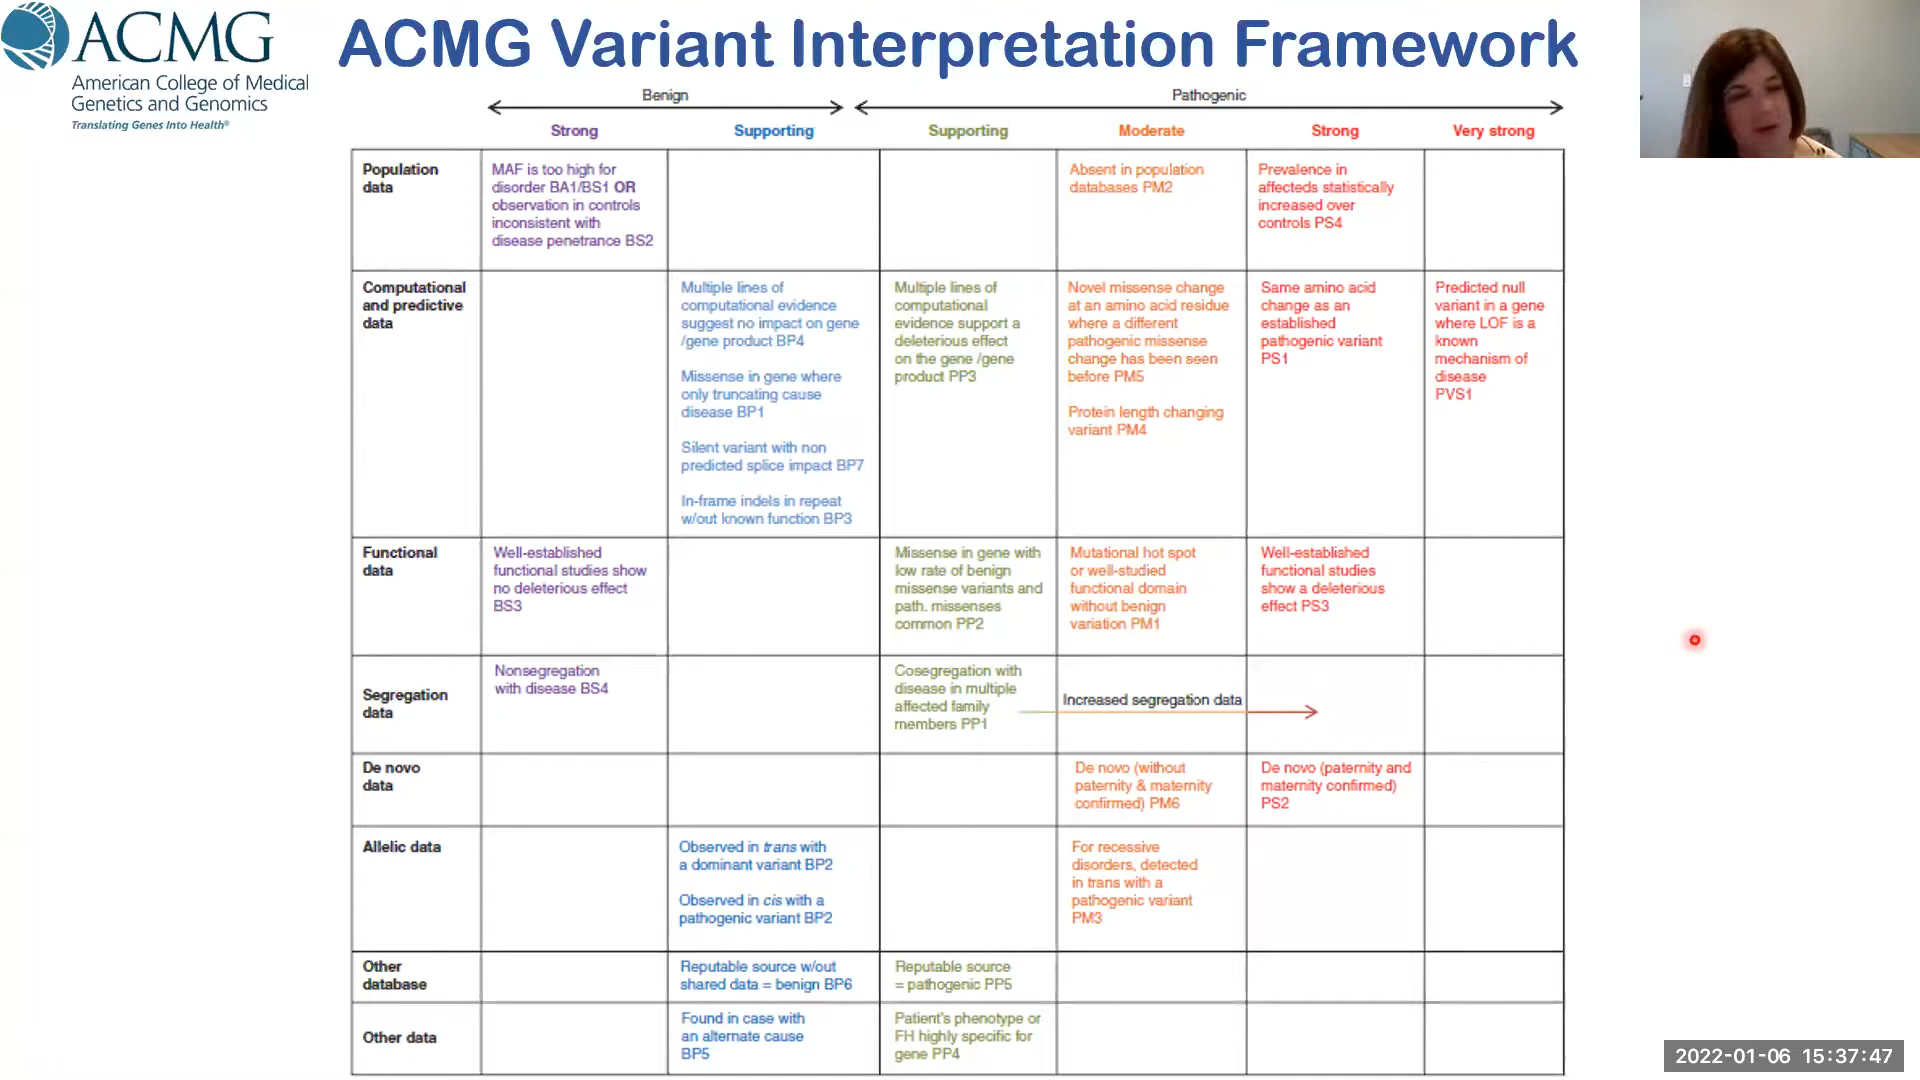 ACMG
American College of Medical
Genetics and Genomics
Translating Genes Into Health®
ACMG Variant Interpretation Framework
Benign
Pathogenic
Strong
Supporting
Supporting
Moderate
Strong
Very strong
Population
data
MAF is too high for
disorder BA1/BS1 OR
observation in controls
inconsistent with
disease penetrance BS2
Absent in population
databases PM2
Prevalence in
affecteds statistically
increased over
controls PS4
Computational
and predictive
data
Multiple lines of
computational evidence
suggest no impact on gene
/gene product BP4
Missense in gene where
only truncating cause
disease BP1
Silent variant with non
predicted splice impact BP7
In-frame indels in repeat
w/out known function BP3
Multiple lines of
computational
evidence support a
deleterious effect
on the gene /gene
product PP3
Novel missense change
at an amino acid residue
where a different
pathogenic missense
change has been seen
before PM5
Protein length changing
variant PM4
Same amino acid
change as an
established
pathogenic variant
PS1
Predicted null
variant in a gene
where LOF is a
known
mechanism of
disease
PVS1
Functional
data
Well-established
functional studies show
no deleterious effect
BS3
Missense in gene with
low rate of benign
missense variants and
path. missenses
common PP2
Mutational hot spot
or well-studied
functional domain
without benign
variation PM1
Well-established
functional studies
show a deleterious
effect PS3
Segregation
data
Nonsegregation
with disease BS4
Cosegregation with
disease in multiple
affected family
members PP1
Increased segregation data
De novo
data
De novo (without
paternity & maternity
confirmed) PM6
De novo (paternity and
maternity confirmed)
PS2
Allelic data
Observed in trans with
a dominant variant BP2
Observed in cis with a
pathogenic variant BP2
For recessive
disorders, detected
in trans with a
pathogenic variant
PM3
Other
database
Reputable source w/out
shared data = benign BP6
Reputable source
= pathogenic PP5
Other data
Found in case with
an alternate cause
BP5
Patient's phenotype or
FH highly specific for
gene PP4
2022-01-06 15:37:47